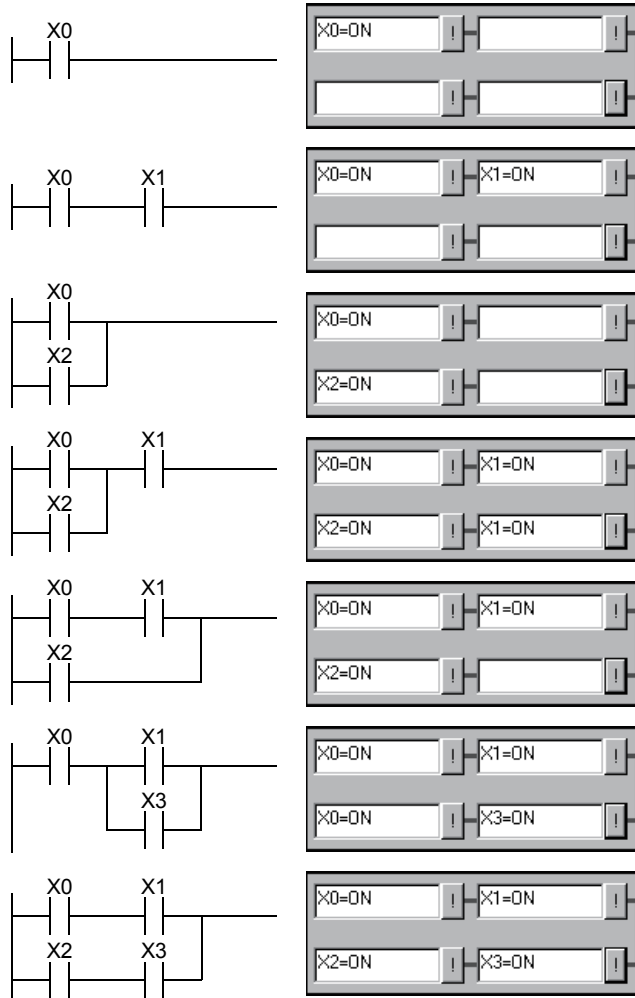 X0
X0=ON ! !
! !
X0 X1
X0=ON ! X1=ON !
! !
X0
X2
X0=ON ! !
X2=ON ! !
X0 X1
X2
X0=ON ! X1=ON !
X2=ON ! X1=ON !
X0 X1
X2
X0=ON ! X1=ON !
X2=ON ! !
X0 X1
X3
X0=ON ! X1=ON !
X0=ON ! X3=ON !
X0 X1
X2 X3
X0=ON ! X1=ON !
X2=ON ! X3=ON !